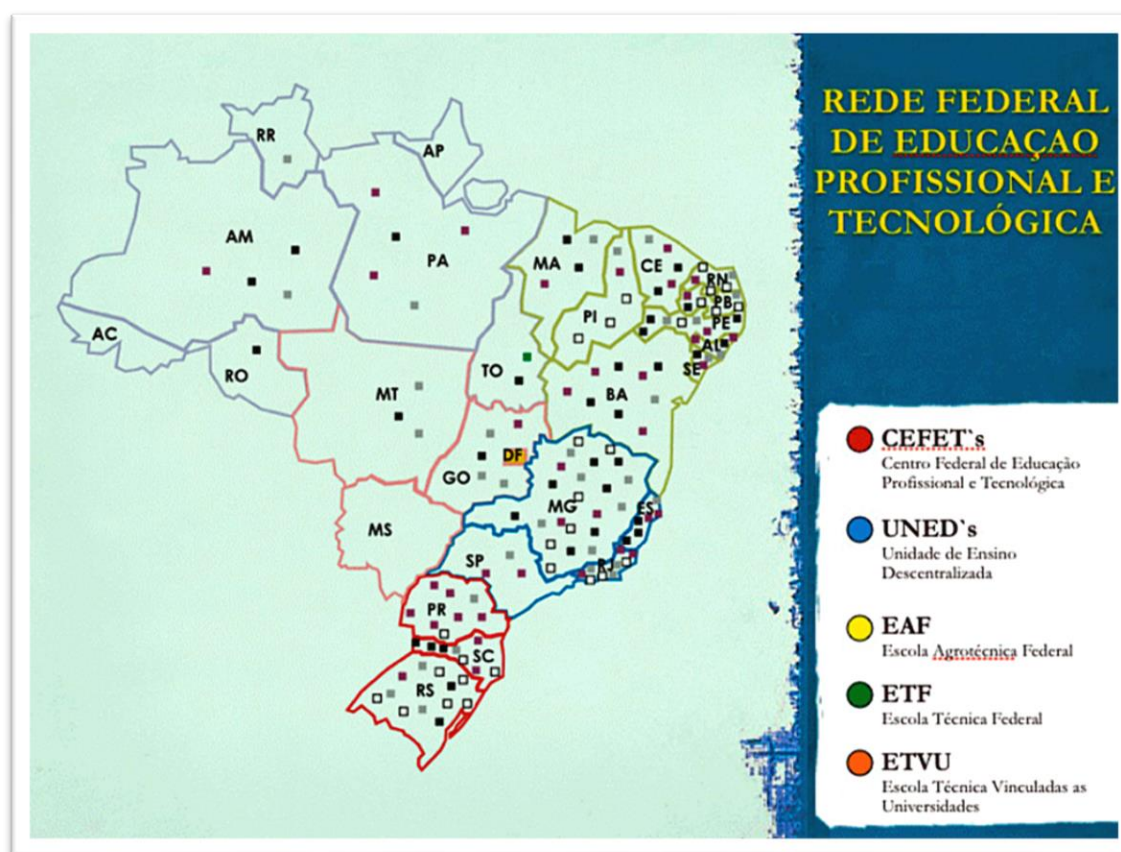 REDE FEDERAL
DE EDUCAÇAO
PROFISSIONAL E
TECNOLÓGICA
RR
AP
AM
PA
MA
CE
RN
PB
PI
PE
AL
SE
AC
RO
TO
MT
BA
DF
GO
MG
ES
MS
SP
RJ
PR
SC
RS
CEFET`s
Centro Federal de Educação
Profissional e Tecnológica
UNED`s
Unidade de Ensino
Descentralizada
EAF
Escola Agrotécnica Federal
ETF
Escola Técnica Federal
ETVU
Escola Técnica Vinculadas as
Universidades